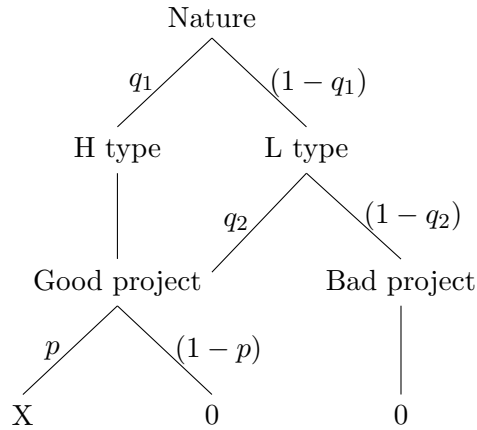 Nature
q₁ (1 − q₁)
H type L type
q₂ (1 − q₂)
Good project Bad project
p (1 − p)
X 0 0